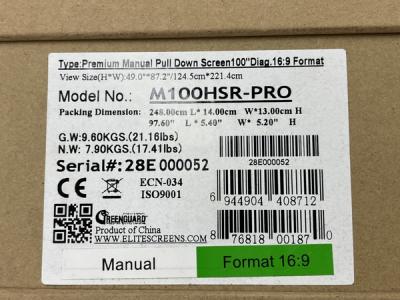 Type:Premium Manual Pull Down Screen100"Diag.16:9 Format
View Size(H*W):49.0"*87.2"/124.5cm*221.4cm
Model No.: M100HSR-PRO
Packing Dimension: 248.00cm L* 14.00cm W*13.00cm H
97.60" L* 5.40" W* 5.20" H
G.W:9.60KGS.(21.16lbs)
N.W: 7.90KGS.(17.41lbs)
Serial#:28E 000052
28E000052
CE ECN-034
ISO9001
6 944904 408712
GREENGUARD
Product of China
WWW.ELITESCREENS.COM
8 76818 00187 0
Manual
Format 16:9